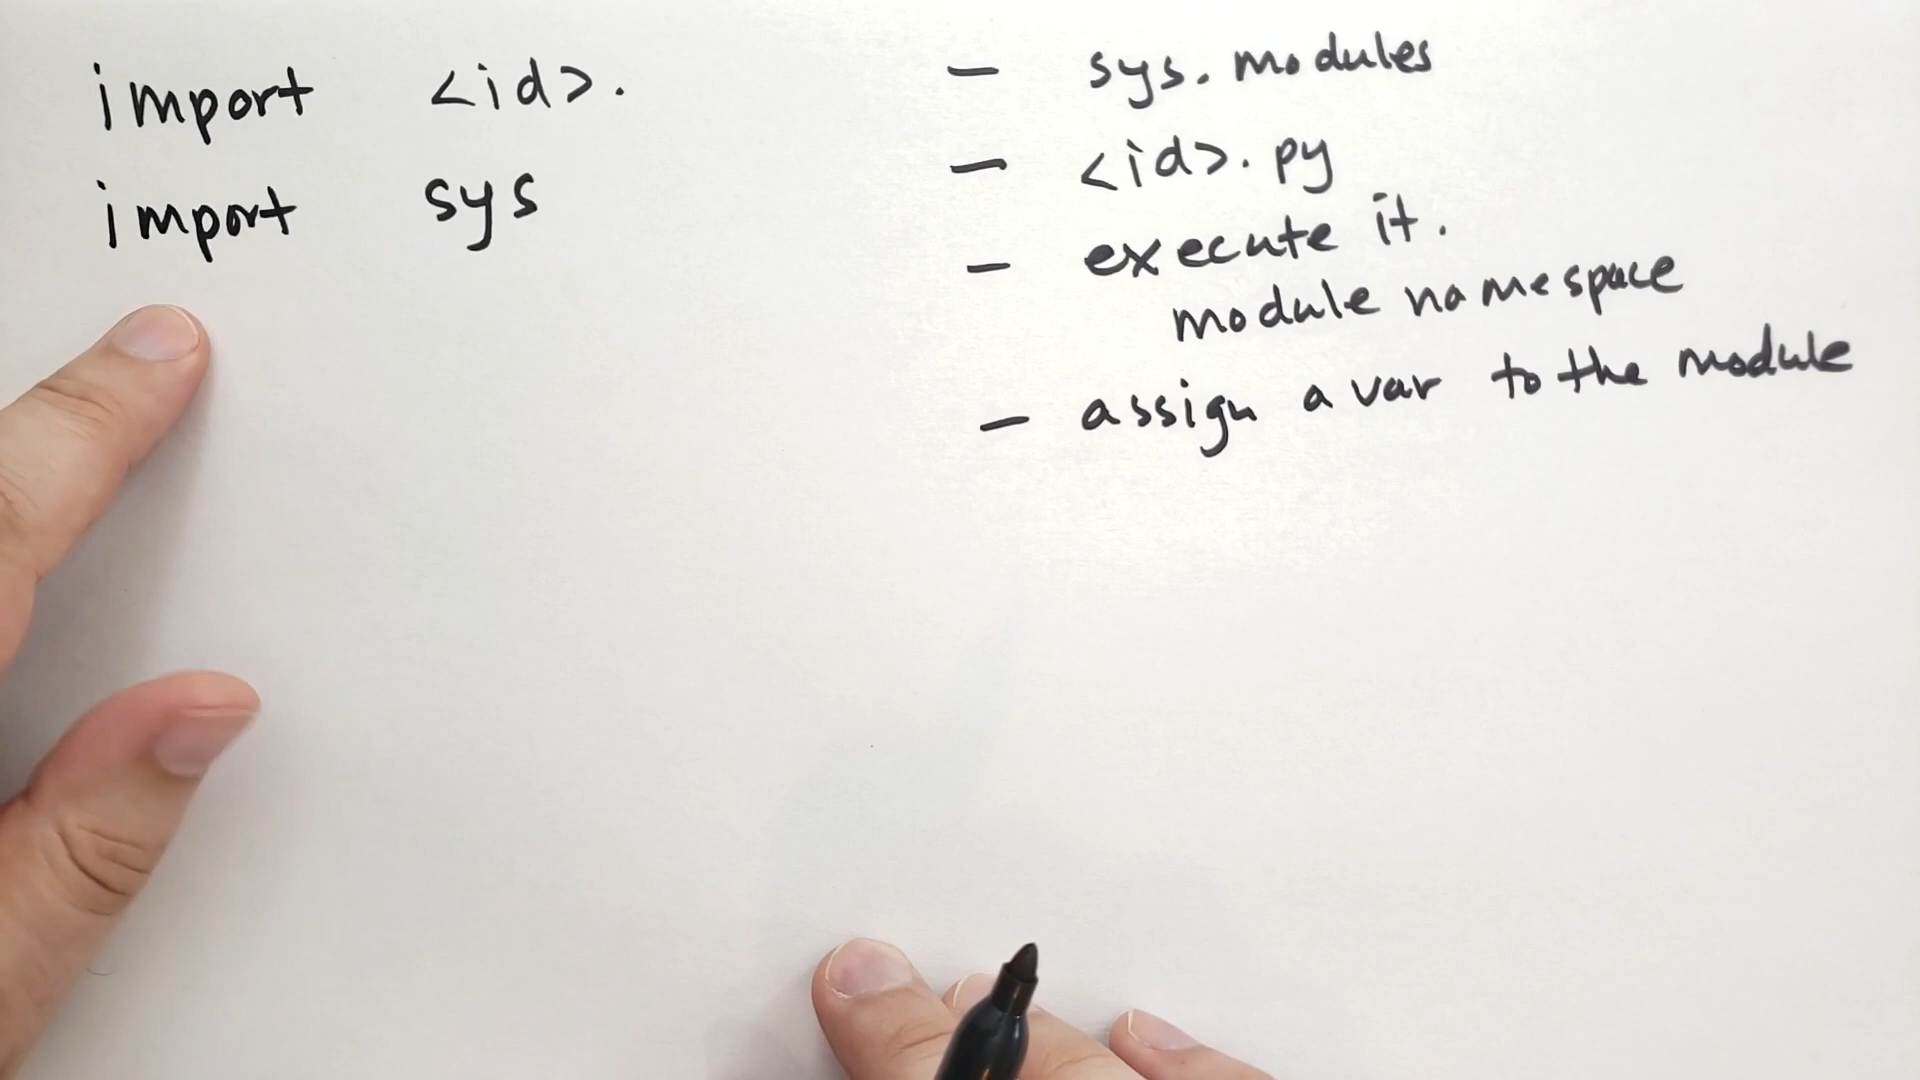 import <id>.
import sys
- sys.modules
- <id>.py
- execute it.
module namespace
- assign a var to the module